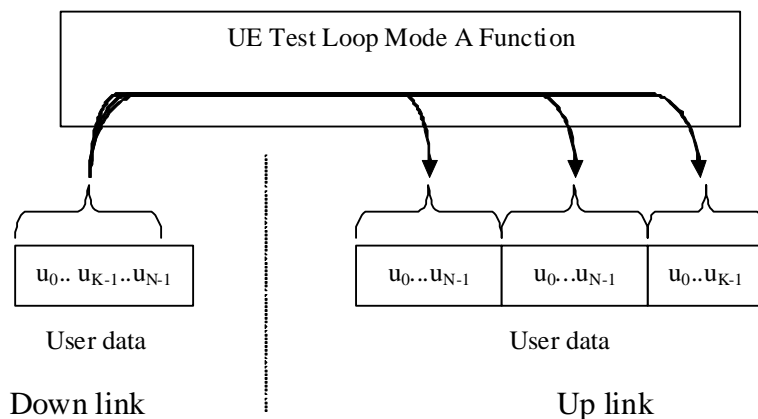 UE Test Loop Mode A Function
u0.. uK-1..uN-1
u0...uN-1
u0...uN-1
u0..uK-1
User data
User data
Down link
Up link